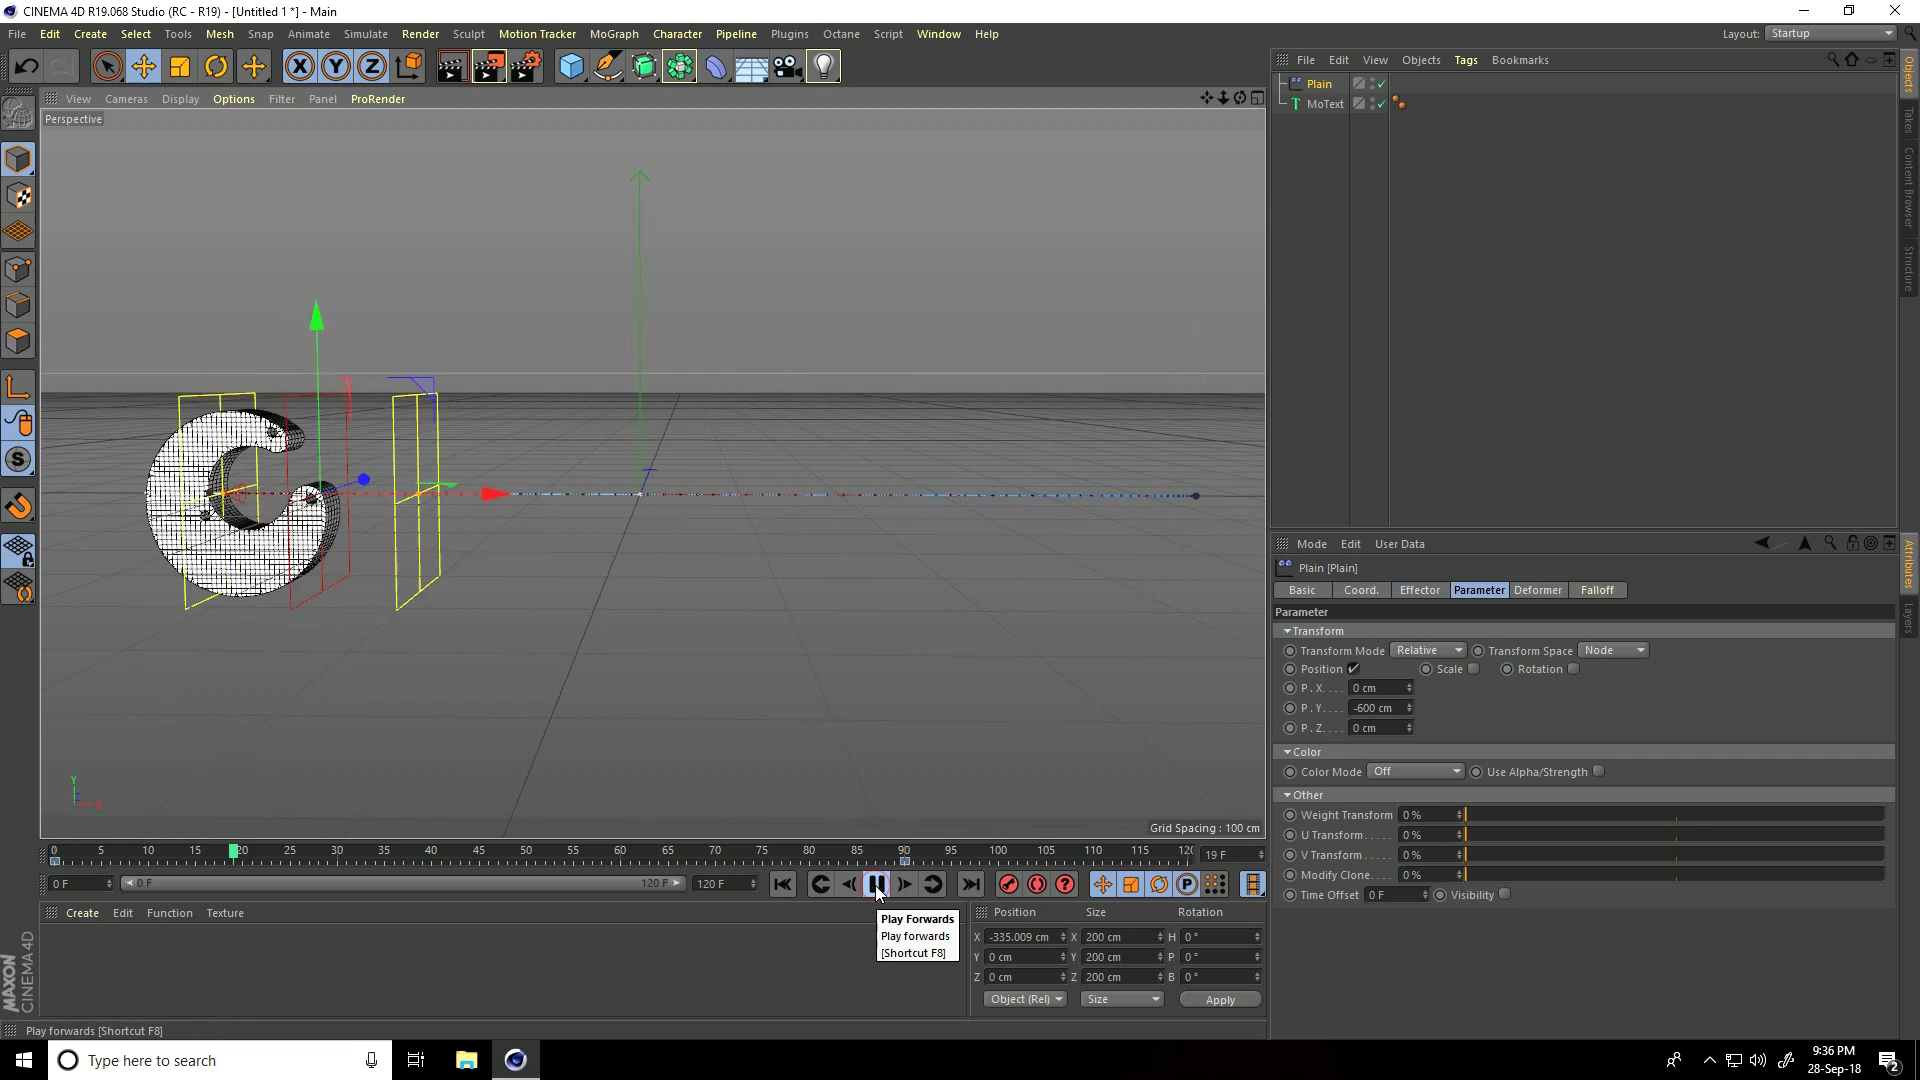 CINEMA 4D R19.068 Studio (RC - R19) - [Untitled 1 *] - Main
File Edit Create Select Tools Snap Animate Simulate Render Sculpt Motion Tracker MoGraph Character Pipeline Plugins Octane Script Window Help
Layout: Startup
X Y Z
View Cameras Display Options Filter Panel ProRender
Perspective
File Edit View Objects Tags Bookmarks
Plain
MoText
Objects
Takes
Content Browser
Structure
Mode Edit User Data
Plain [Plain]
Basic Coord. Effector Parameter Deformer Falloff
Parameter
Transform
Transform Mode Relative Transform Space Node
Position Scale Rotation
P . X. . . . 0 cm
P . Y. . . . -600 cm
P . Z. . . . 0 cm
Color
Color Mode Off Use Alpha/Strength
Other
Weight Transform 0 %
U Transform. . . . . 0 %
V Transform. . . . . 0 %
Modify Clone. . . . 0 %
Time Offset 0 F Visibility
Attributes
Layers
Y
X
Grid Spacing : 100 cm
0 5 10 15 20 25 30 35 40 45 50 55 60 65 70 75 80 85 90 95 100 105 110 115 120
19 F
0 F 0 F 120 F 120 F
Create Edit Function Texture
Play Forwards
Play forwards
[Shortcut F8]
Position Size Rotation
X -335.009 cm X 200 cm H 0 °
Y 0 cm Y 200 cm P 0 °
Z 0 cm Z 200 cm B 0 °
Object (Rel) Size Apply
MAXON
CINEMA 4D
Play forwards [Shortcut F8]
Type here to search
9:36 PM
28-Sep-18
2